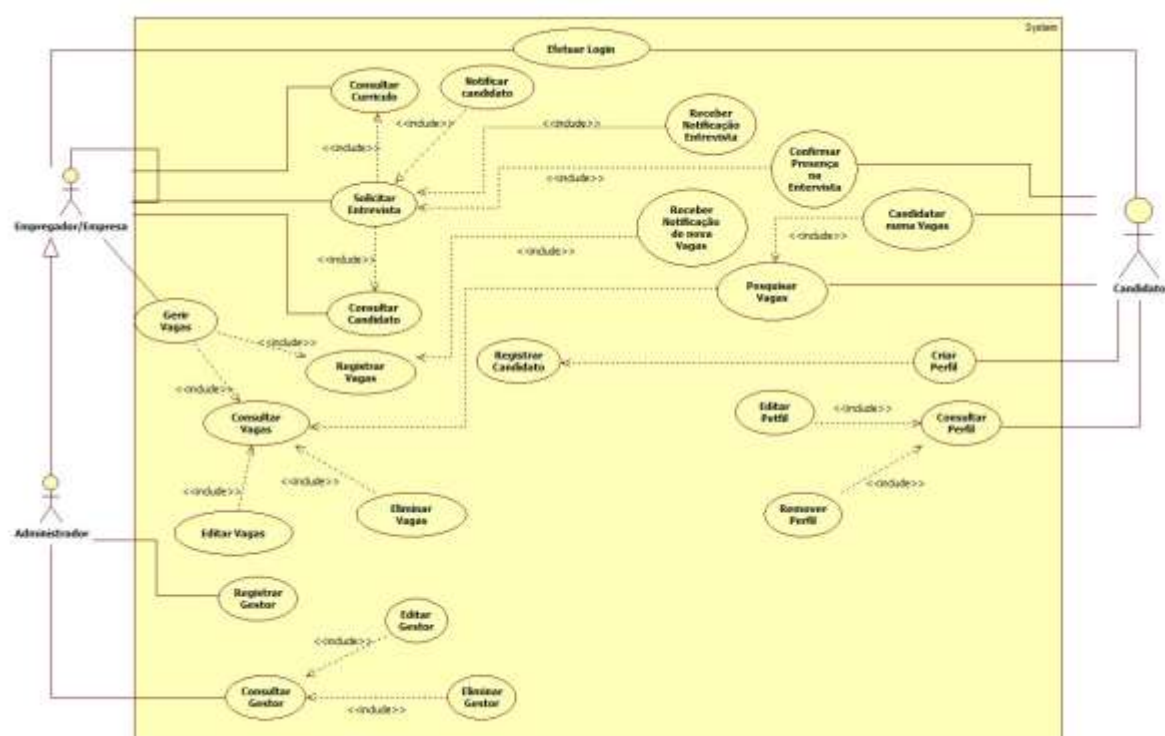 System
Efetuar Login
Consultar
Curriculo
Notificar
candidato
<<include>>
<<include>>
<<include>>
Receber
Notificação
Entrevista
<<include>>
Confirmar
Presença
na
Entervista
Solicitar
Entrevista
Empregador/Empresa
Receber
Notificação
de nova
Vagas
<<include>>
Candidatar
numa Vagas
<<include>>
<<include>>
Pesquisar
Vagas
Candidato
Consultar
Candidato
Gerir
Vagas
<<include>>
Registrar
Vagas
Registrar
Candidato
Criar
Perfil
<<include>>
Consultar
Vagas
Editar
Petfil
<<include>>
Consultar
Perfil
<<include>>
<<include>>
<<include>>
Administrador
Editar Vagas
Eliminar
Vagas
Remover
Perfil
Registrar
Gestor
Editar
Gestor
<<include>>
Consultar
Gestor
<<include>>
Eliminar
Gestor